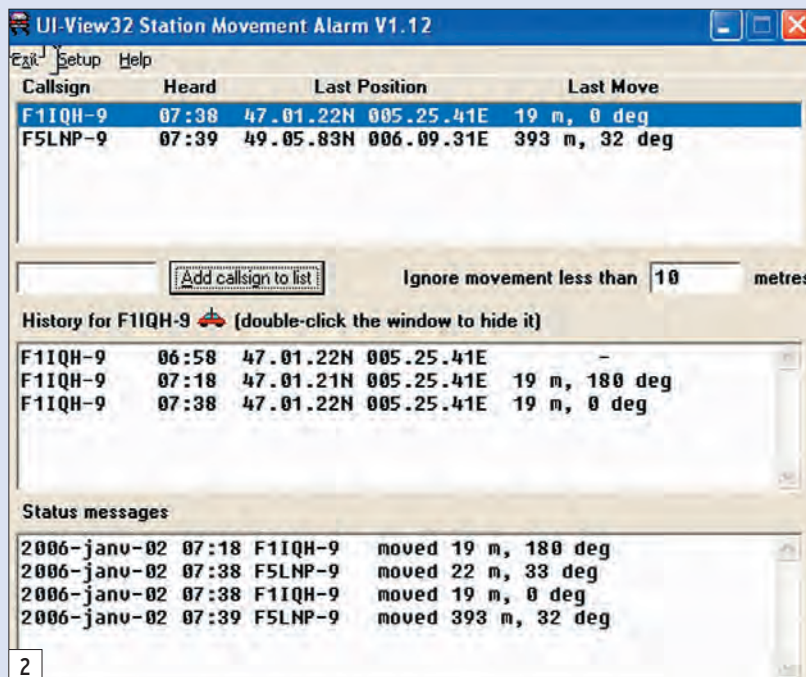 UI-View32 Station Movement Alarm V1.12
Exit Setup Help
Callsign Heard Last Position Last Move
F1IQH-9 07:38 47.01.22N 005.25.41E 19 m, 0 deg
F5LNP-9 07:39 49.05.83N 006.09.31E 393 m, 32 deg
Add callsign to list Ignore movement less than 10 metres
History for F1IQH-9 (double-click the window to hide it)
F1IQH-9 06:58 47.01.22N 005.25.41E -
F1IQH-9 07:18 47.01.21N 005.25.41E 19 m, 180 deg
F1IQH-9 07:38 47.01.22N 005.25.41E 19 m, 0 deg
Status messages
2006-janv-02 07:18 F1IQH-9 moved 19 m, 180 deg
2006-janv-02 07:38 F5LNP-9 moved 22 m, 33 deg
2006-janv-02 07:38 F1IQH-9 moved 19 m, 0 deg
2006-janv-02 07:39 F5LNP-9 moved 393 m, 32 deg
2